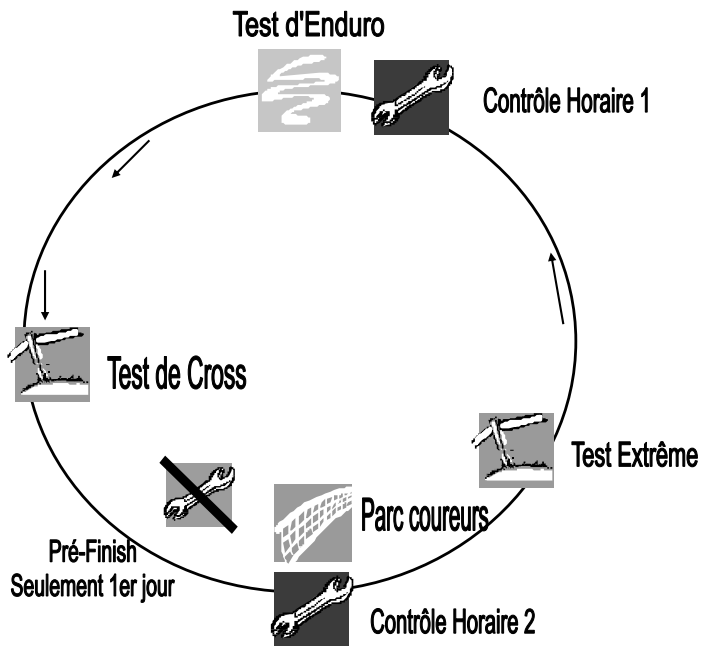 Test d'Enduro
Contrôle Horaire 1
Test de Cross
Test Extrême
Parc coureurs
Pré-Finish
Seulement 1er jour
Contrôle Horaire 2